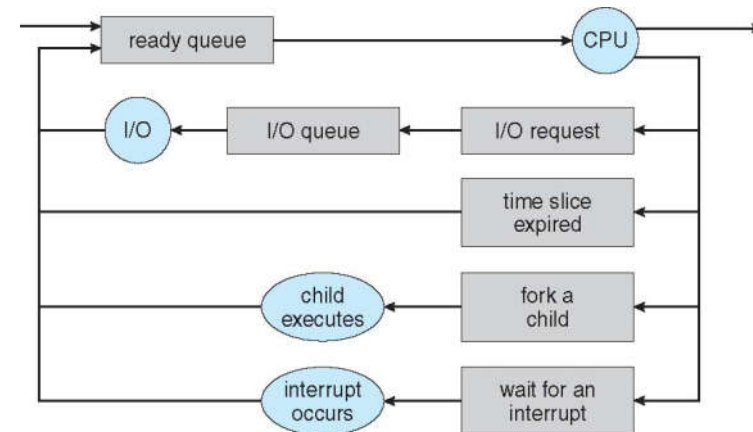 ready queue
CPU
I/O
I/O queue
I/O request
time slice
expired
child
executes
fork a
child
interrupt
occurs
wait for an
interrupt